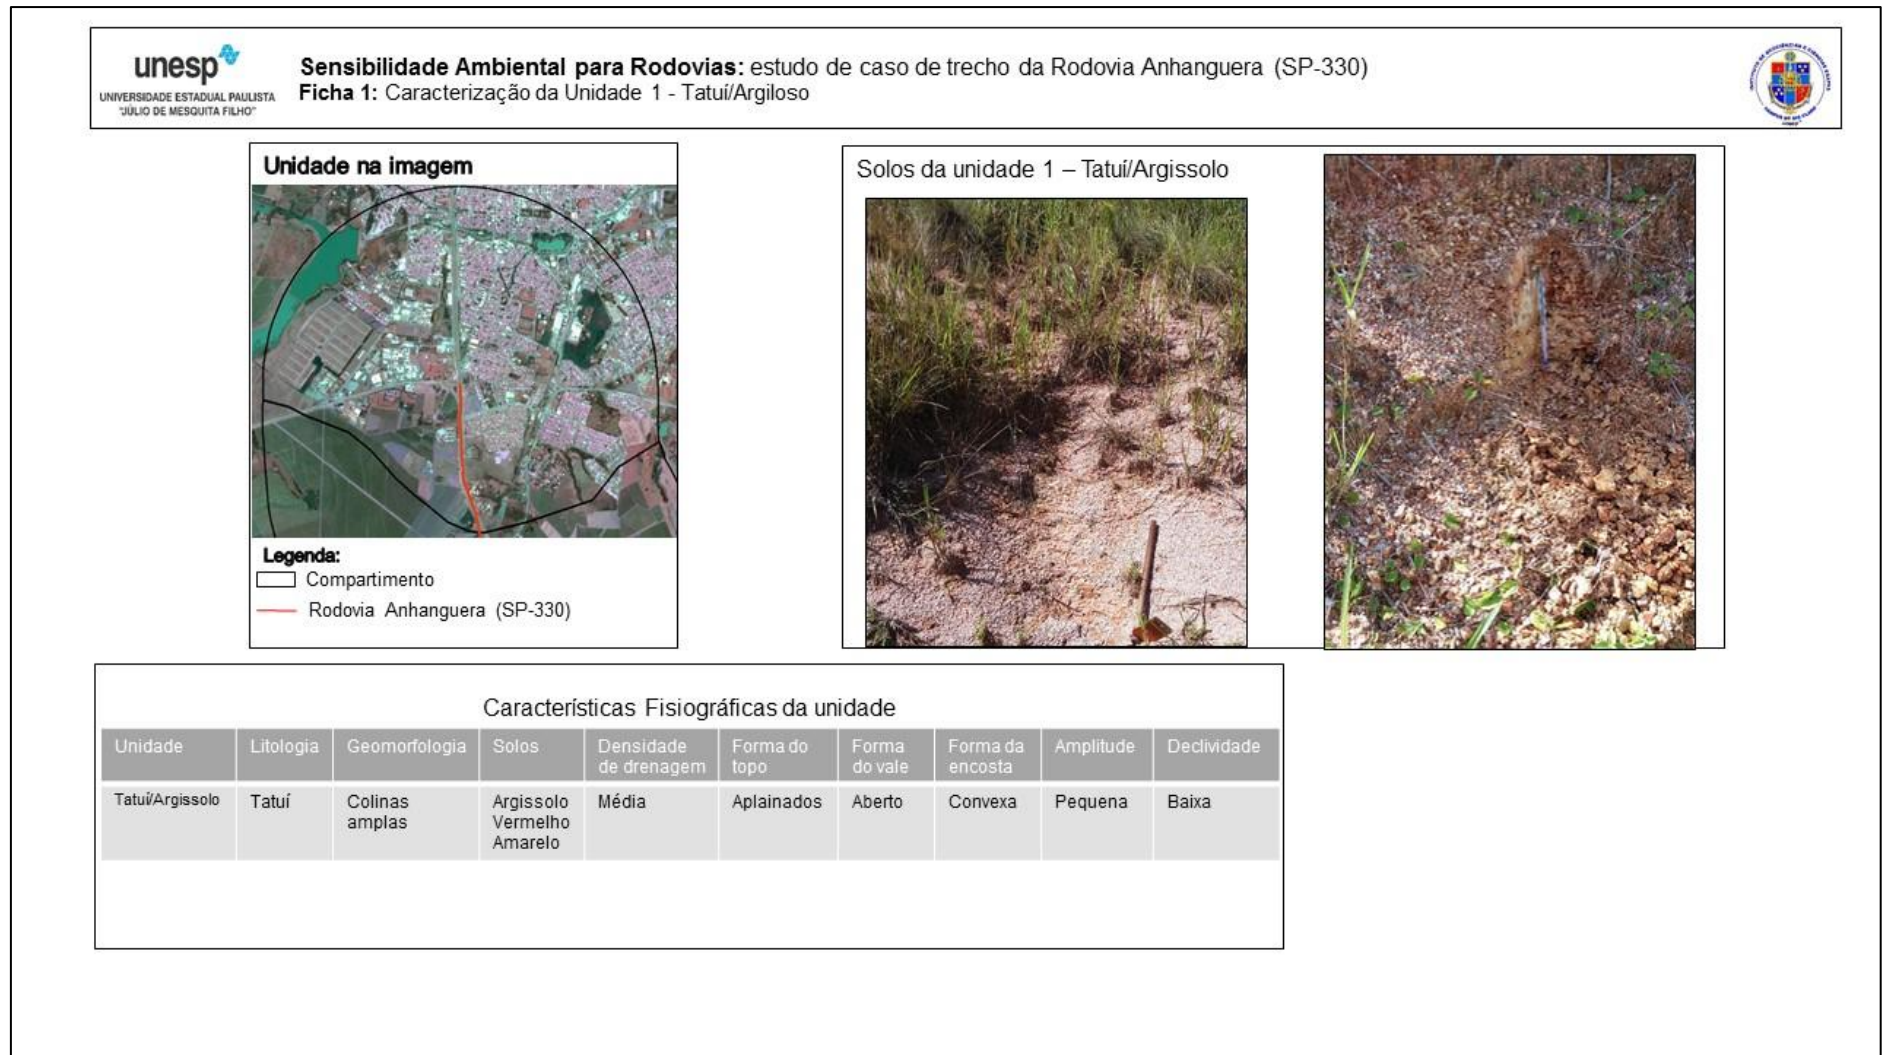 unesp
UNIVERSIDADE ESTADUAL PAULISTA
"JÚLIO DE MESQUITA FILHO"
Sensibilidade Ambiental para Rodovias: estudo de caso de trecho da Rodovia Anhanguera (SP-330)
Ficha 1: Caracterização da Unidade 1 - Tatuí/Argiloso
Unidade na imagem
Legenda:
Compartimento
Rodovia Anhanguera (SP-330)
Solos da unidade 1 – Tatuí/Argissolo
Características Fisiográficas da unidade
Unidade Litologia Geomorfologia Solos Densidade de drenagem Forma do topo Forma do vale Forma da encosta Amplitude Declividade
Tatuí/Argissolo Tatuí Colinas amplas Argissolo Vermelho Amarelo Média Aplainados Aberto Convexa Pequena Baixa